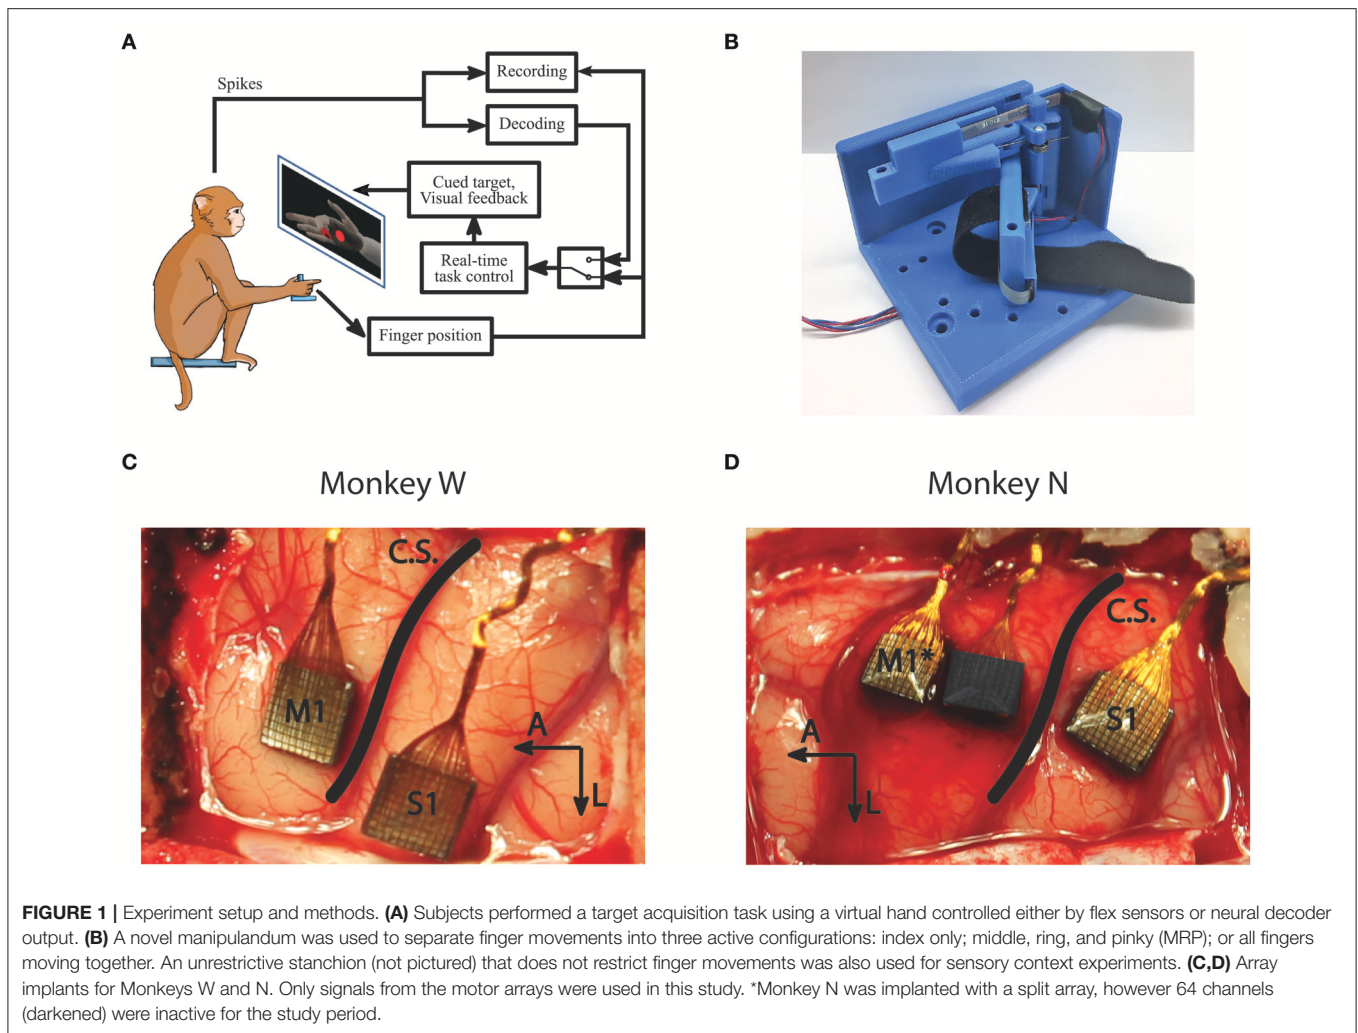 A
Spikes
Recording
Decoding
Cued target,
Visual feedback
Real-time
task control
Finger position
B
C
Monkey W
C.S.
M1
S1
A
L
D
Monkey N
C.S.
M1*
S1
A
L
FIGURE 1 | Experiment setup and methods. (A) Subjects performed a target acquisition task using a virtual hand controlled either by flex sensors or neural decoder
output. (B) A novel manipulandum was used to separate finger movements into three active configurations: index only; middle, ring, and pinky (MRP); or all fingers
moving together. An unrestrictive stanchion (not pictured) that does not restrict finger movements was also used for sensory context experiments. (C,D) Array
implants for Monkeys W and N. Only signals from the motor arrays were used in this study. *Monkey N was implanted with a split array, however 64 channels
(darkened) were inactive for the study period.